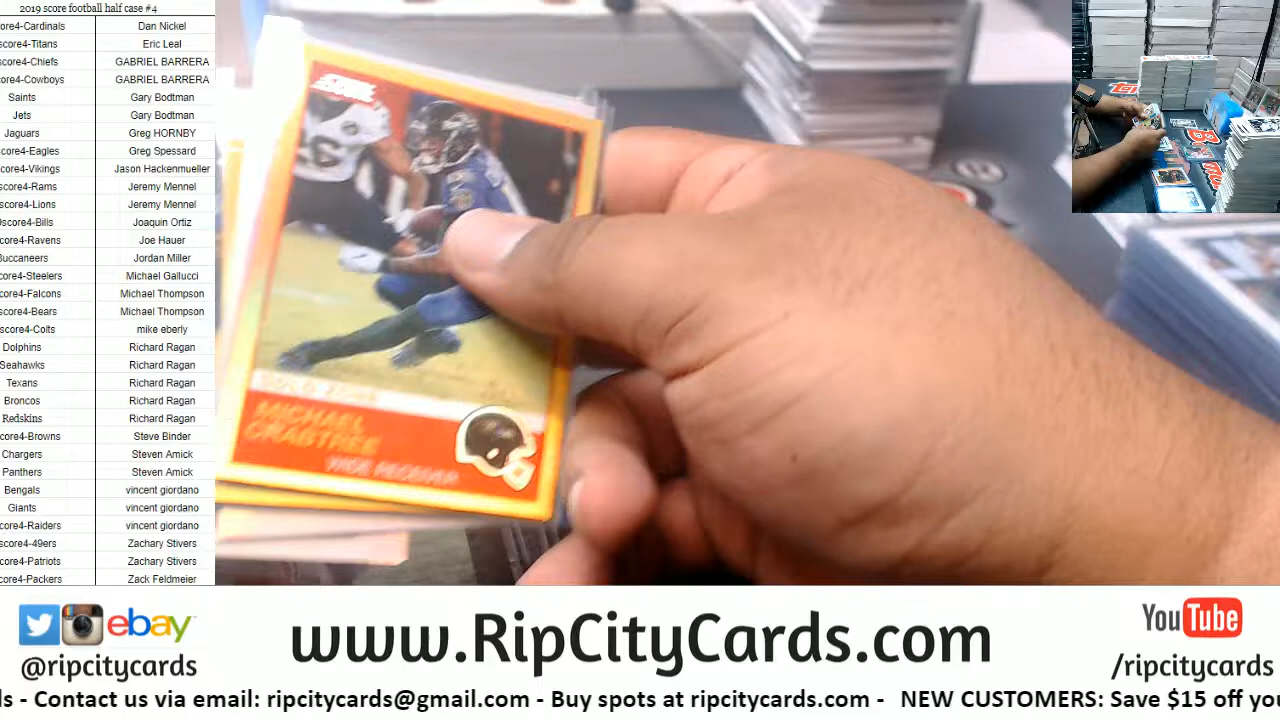 2019 score football half case #4
ore4-Cardinals Dan Nickel
score4-Titans Eric Leal
core4-Chiefs GABRIEL BARRERA
ore4-Cowboys GABRIEL BARRERA
Saints Gary Bodtman
Jets Gary Bodtman
Jaguars Greg HORNBY
core4-Eagles Greg Spessard
core4-Vikings Jason Hackenmueller
score4-Rams Jeremy Mennel
score4-Lions Jeremy Mennel
9score4-Bills Joaquin Ortiz
core4-Ravens Joe Hauer
Buccaneers Jordan Miller
core4-Steelers Michael Gallucci
core4-Falcons Michael Thompson
core4-Bears Michael Thompson
score4-Colts mike eberly
Dolphins Richard Ragan
Seahawks Richard Ragan
Texans Richard Ragan
Broncos Richard Ragan
Redskins Richard Ragan
core4-Browns Steve Binder
Chargers Steven Amick
Panthers Steven Amick
Bengals vincent giordano
Giants vincent giordano
core4-Raiders vincent giordano
score4-49ers Zachary Stivers
core4-Patriots Zachary Stivers
ore4-Packers Zack Feldmeier
SCORE
MICHAEL
CRABTREE
WIDE RECEIVER
ebay
@ripcitycards
www.RipCityCards.com
YouTube
/ripcitycards
ds - Contact us via email: ripcitycards@gmail.com - Buy spots at ripcitycards.com - NEW CUSTOMERS: Save $15 off you